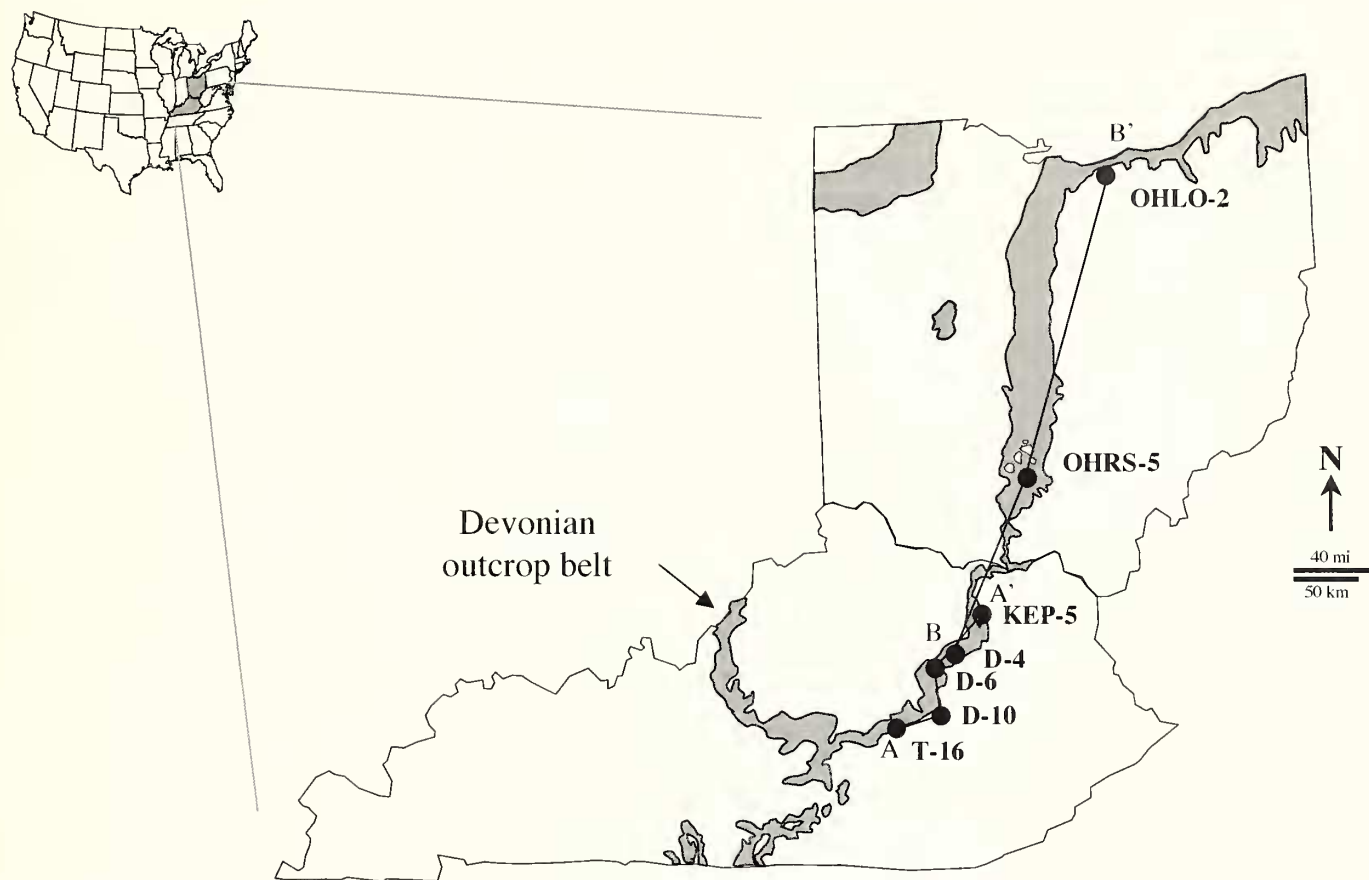 B’
OHLO-2
OHRS-5
N
40 mi
50 km
Devonian
outcrop belt
A’
KEP-5
B
D-4
D-6
D-10
A T-16